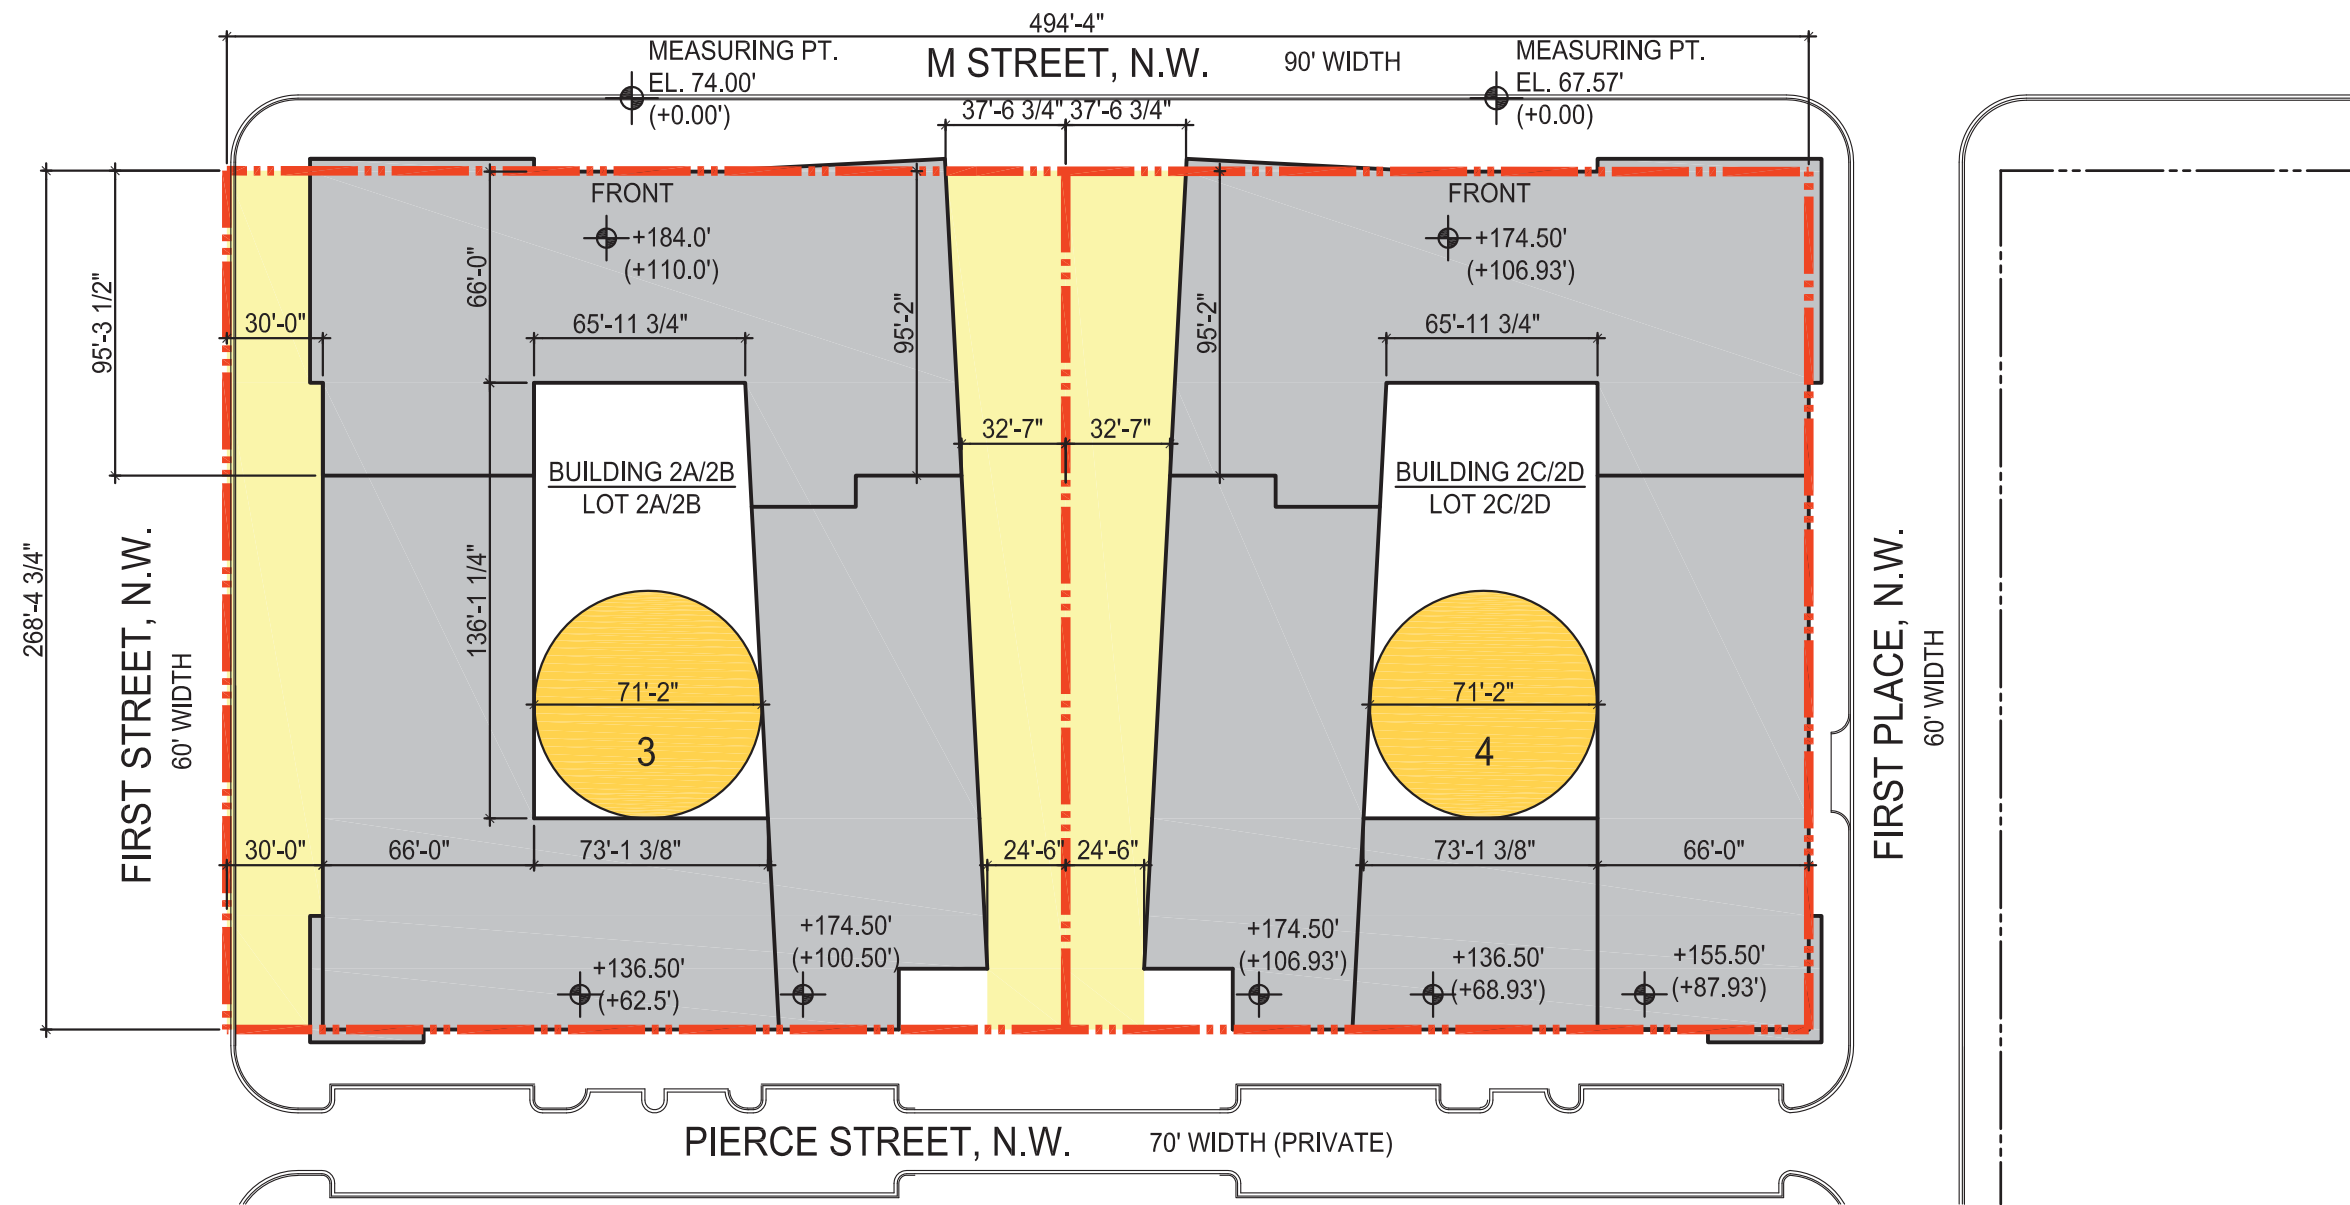 494'-4"
MEASURING PT.
EL. 74.00'
(+0.00')
M STREET, N.W.
90' WIDTH
MEASURING PT.
EL. 67.57'
(+0.00)
37'-6 3/4" 37'-6 3/4"
FRONT
+184.0'
(+110.0')
FRONT
+174.50'
(+106.93')
66'-0"
95'-3 1/2"
30'-0"
65'-11 3/4"
95'-2"
95'-2"
65'-11 3/4"
32'-7" 32'-7"
BUILDING 2A/2B
LOT 2A/2B
BUILDING 2C/2D
LOT 2C/2D
268'-4 3/4"
FIRST STREET, N.W.
60' WIDTH
136'-1 1/4"
71'-2"
3
71'-2"
4
FIRST PLACE, N.W.
60' WIDTH
30'-0"
66'-0"
73'-1 3/8"
24'-6" 24'-6"
73'-1 3/8"
66'-0"
+136.50'
(+62.5')
+174.50'
(+100.50')
+174.50'
(+106.93')
+136.50'
(+68.93')
+155.50'
(+87.93')
PIERCE STREET, N.W.
70' WIDTH (PRIVATE)